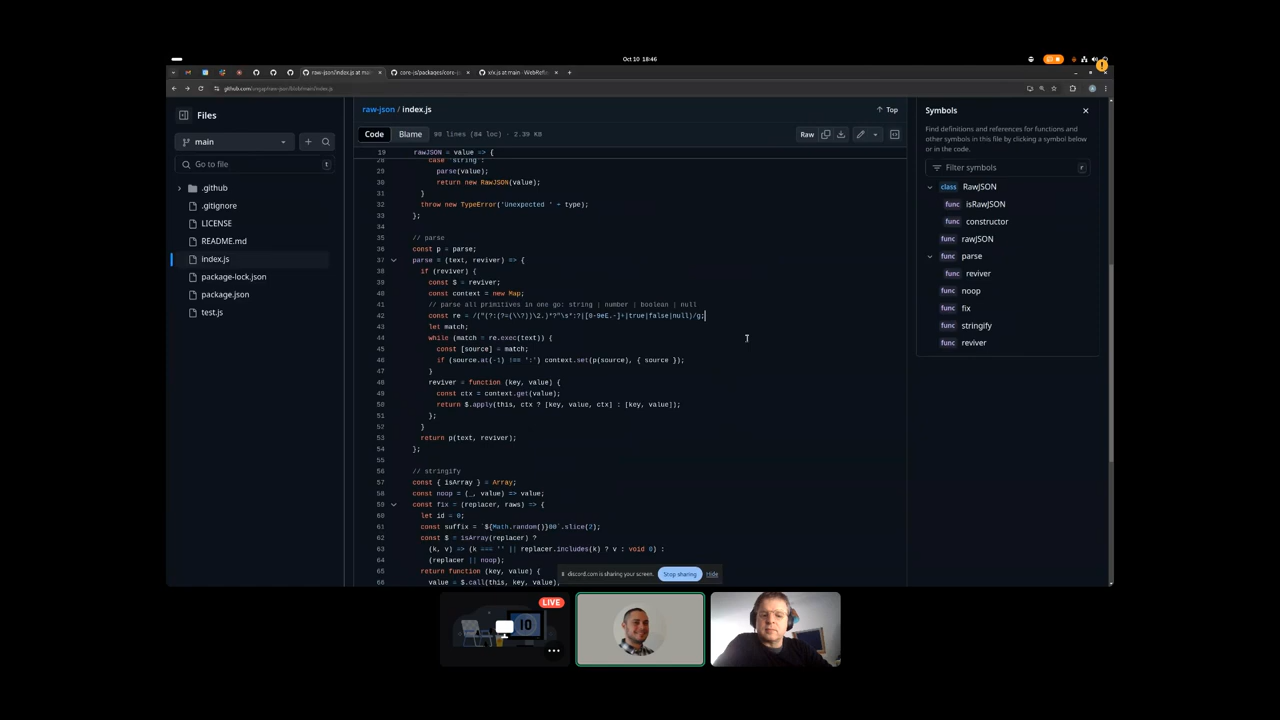 Oct 10 18:46
raw-json/index.js at mai
core-js/packages/core-j
xrx.js at main · WebRefl
github.com/ungap/raw-json/blob/main/index.js
Files
main
Go to file
t
.github
.gitignore
LICENSE
README.md
index.js
package-lock.json
package.json
test.js
raw-json / index.js
Top
Code
Blame
96 lines (84 loc) · 2.39 KB
Raw
19 rawJSON = value => {
28 case 'string':
29 parse(value);
30 return new RawJSON(value);
31 }
32 throw new TypeError('Unexpected ' + type);
33 };
34
35 // parse
36 const p = parse;
37 parse = (text, reviver) => {
38 if (reviver) {
39 const $ = reviver;
40 const context = new Map;
41 // parse all primitives in one go: string | number | boolean | null
42 const re = /("(?:(?=(\\?))\2.)*?"\s*:?|[0-9eE.-]+|true|false|null)/g;
43 let match;
44 while (match = re.exec(text)) {
45 const [source] = match;
46 if (source.at(-1) !== ':') context.set(p(source), { source });
47 }
48 reviver = function (key, value) {
49 const ctx = context.get(value);
50 return $.apply(this, ctx ? [key, value, ctx] : [key, value]);
51 };
52 }
53 return p(text, reviver);
54 };
55
56 // stringify
57 const { isArray } = Array;
58 const noop = (_, value) => value;
59 const fix = (replacer, raws) => {
60 let id = 0;
61 const suffix = `${Math.random()}00`.slice(2);
62 const $ = isArray(replacer) ?
63 (k, v) => (k === '' || replacer.includes(k) ? v : void 0) :
64 (replacer || noop);
65 return function (key, value) {
66 value = $.call(this, key, value);
Symbols
Find definitions and references for functions and
other symbols in this file by clicking a symbol below
or in the code.
Filter symbols
r
class RawJSON
func isRawJSON
func constructor
func rawJSON
func parse
func reviver
func noop
func fix
func stringify
func reviver
discord.com is sharing your screen.
Stop sharing
Hide
LIVE